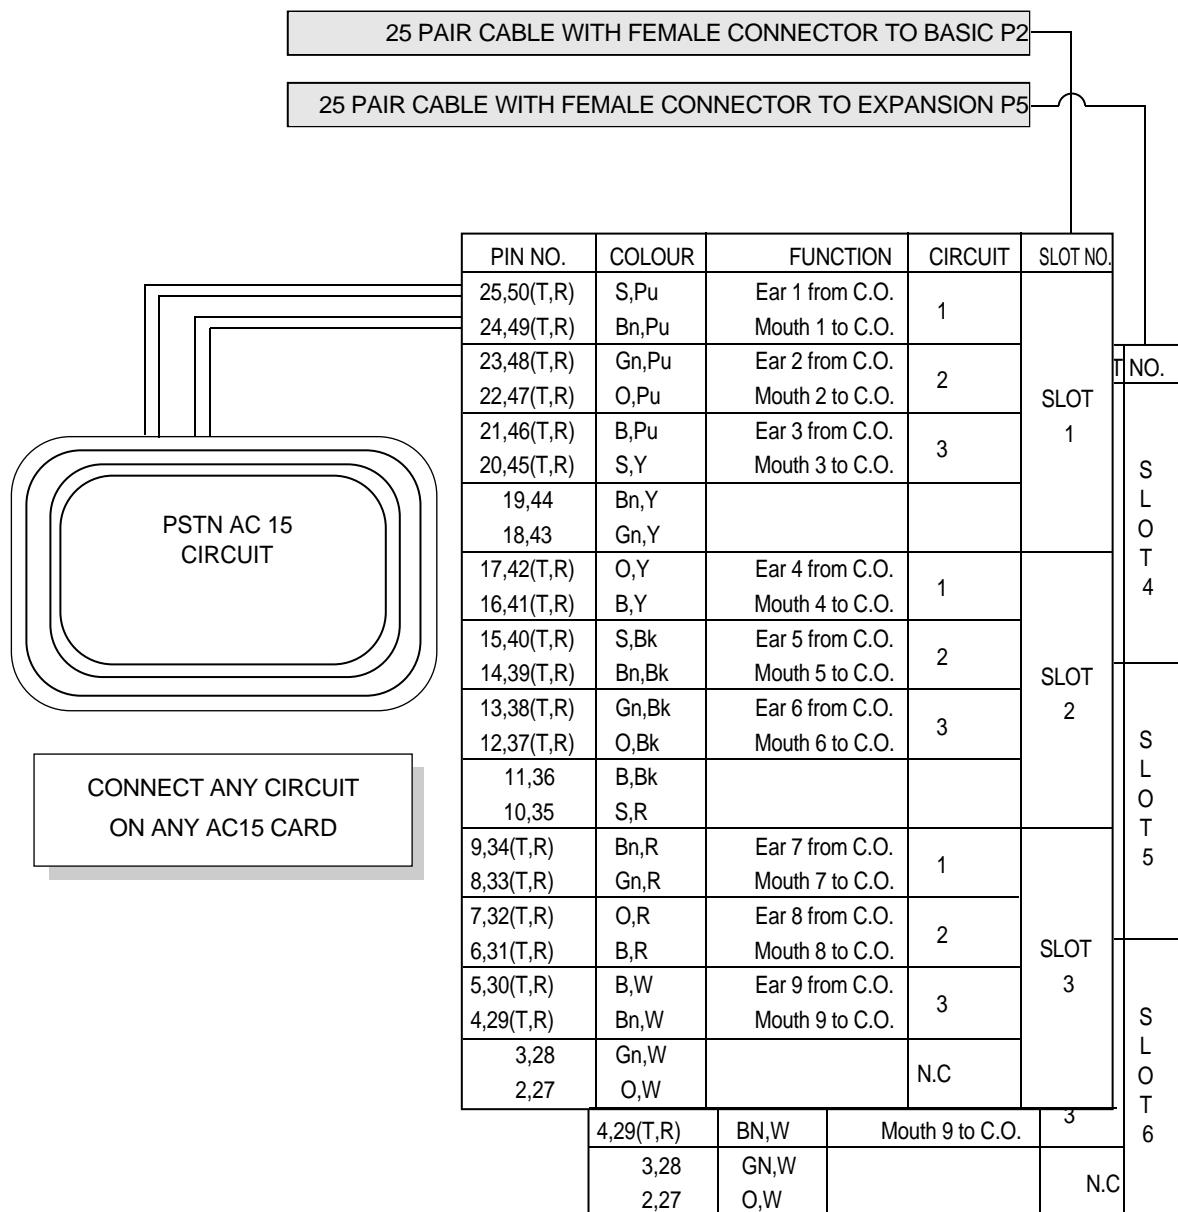 25 PAIR CABLE WITH FEMALE CONNECTOR TO BASIC P2
25 PAIR CABLE WITH FEMALE CONNECTOR TO EXPANSION P5
PIN NO. COLOUR FUNCTION CIRCUIT SLOT NO.
25,50(T,R) S,Pu Ear 1 from C.O. 1
24,49(T,R) Bn,Pu Mouth 1 to C.O.
23,48(T,R) Gn,Pu Ear 2 from C.O. 2
22,47(T,R) O,Pu Mouth 2 to C.O.
SLOT 1
21,46(T,R) B,Pu Ear 3 from C.O. 3
20,45(T,R) S,Y Mouth 3 to C.O.
19,44 Bn,Y
18,43 Gn,Y
17,42(T,R) O,Y Ear 4 from C.O. 1
16,41(T,R) B,Y Mouth 4 to C.O.
15,40(T,R) S,Bk Ear 5 from C.O. 2
14,39(T,R) Bn,Bk Mouth 5 to C.O.
SLOT 2
13,38(T,R) Gn,Bk Ear 6 from C.O. 3
12,37(T,R) O,Bk Mouth 6 to C.O.
11,36 B,Bk
10,35 S,R
9,34(T,R) Bn,R Ear 7 from C.O. 1
8,33(T,R) Gn,R Mouth 7 to C.O.
7,32(T,R) O,R Ear 8 from C.O. 2
6,31(T,R) B,R Mouth 8 to C.O.
SLOT 3
5,30(T,R) B,W Ear 9 from C.O. 3
4,29(T,R) Bn,W Mouth 9 to C.O.
3,28 Gn,W N.C
2,27 O,W
T NO.
SLOT4
SLOT5
SLOT6
3
4,29(T,R) BN,W Mouth 9 to C.O.
3,28 GN,W N.C
2,27 O,W
PSTN AC 15
CIRCUIT
CONNECT ANY CIRCUIT
ON ANY AC15 CARD